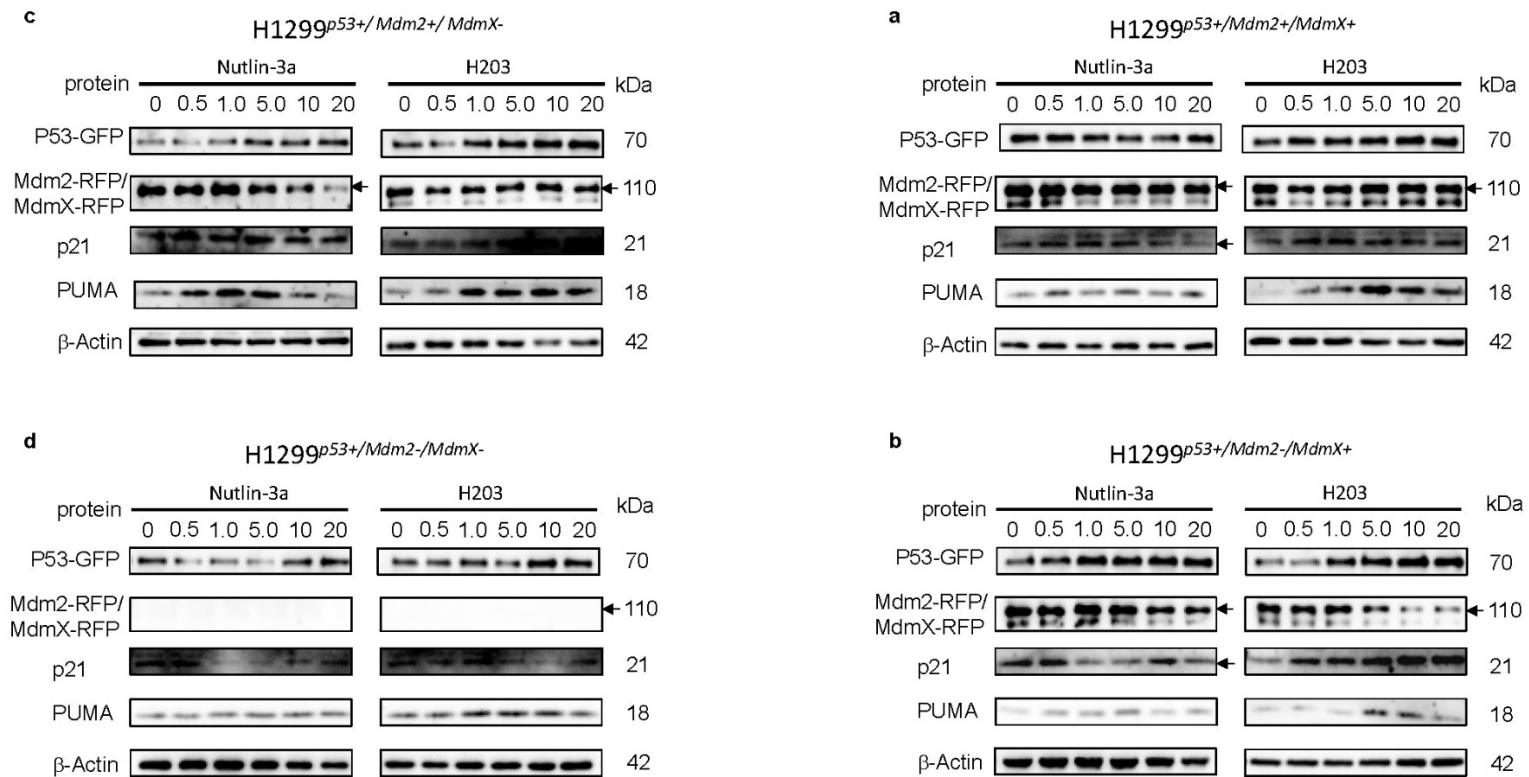 c
H1299p53+/Mdm2+/MdmX-
Nutlin-3a H203
protein kDa
0 0.5 1.0 5.0 10 20 0 0.5 1.0 5.0 10 20
P53-GFP 70
Mdm2-RFP/
110
MdmX-RFP
p21 21
PUMA 18
β-Actin 42
a
H1299p53+/Mdm2+/MdmX+
Nutlin-3a H203
protein kDa
0 0.5 1.0 5.0 10 20 0 0.5 1.0 5.0 10 20
P53-GFP 70
Mdm2-RFP/
110
MdmX-RFP
p21 21
PUMA 18
β-Actin 42
d
H1299p53+/Mdm2-/MdmX-
Nutlin-3a H203
protein kDa
0 0.5 1.0 5.0 10 20 0 0.5 1.0 5.0 10 20
P53-GFP 70
Mdm2-RFP/
110
MdmX-RFP
p21 21
PUMA 18
β-Actin 42
b
H1299p53+/Mdm2-/MdmX+
Nutlin-3a H203
protein kDa
0 0.5 1.0 5.0 10 20 0 0.5 1.0 5.0 10 20
P53-GFP 70
Mdm2-RFP/
110
MdmX-RFP
p21 21
PUMA 18
β-Actin 42